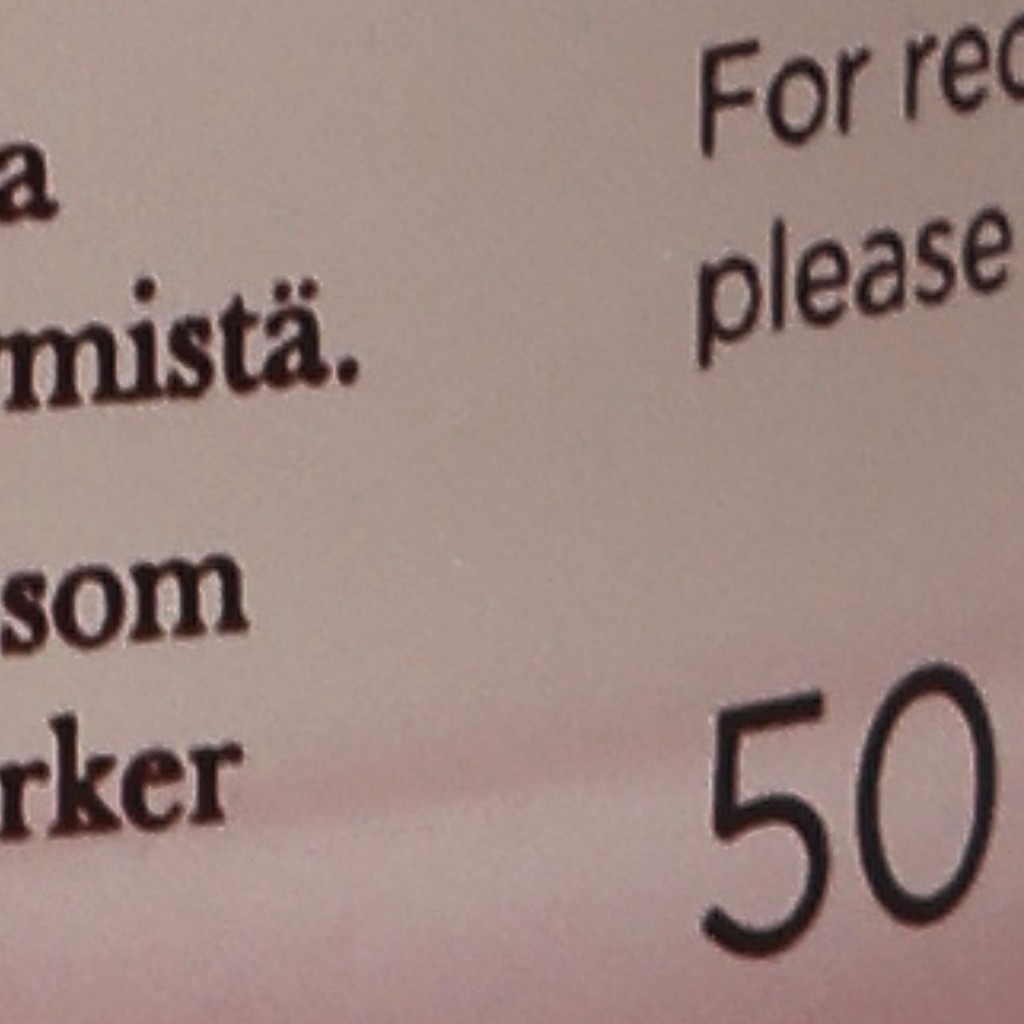 a
mistä.
som
rker
For rec
please
50